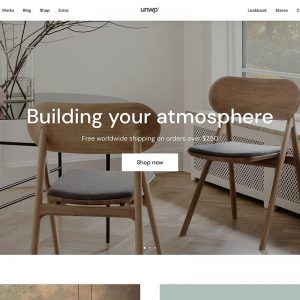 Works Blog Shop Extra unwp Lookbook Stores
Building your atmosphere
Free worldwide shipping on orders over $250
Shop now